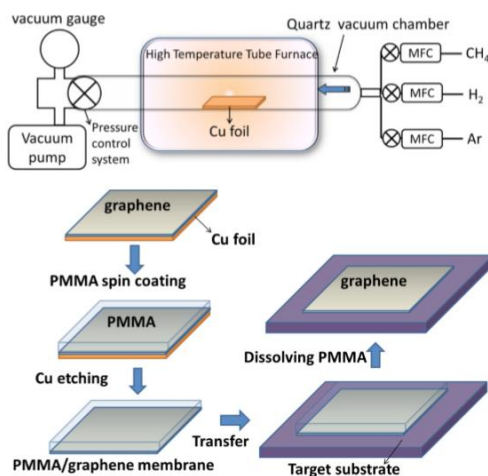 vacuum gauge
Quartz vacuum chamber
High Temperature Tube Furnace
MFC
CH4
MFC
H2
MFC
Ar
Cu foil
Vacuum
pump
Pressure
control
system
graphene
Cu foil
PMMA spin coating
PMMA
Cu etching
PMMA/graphene membrane
Transfer
graphene
Dissolving PMMA
Target substrate